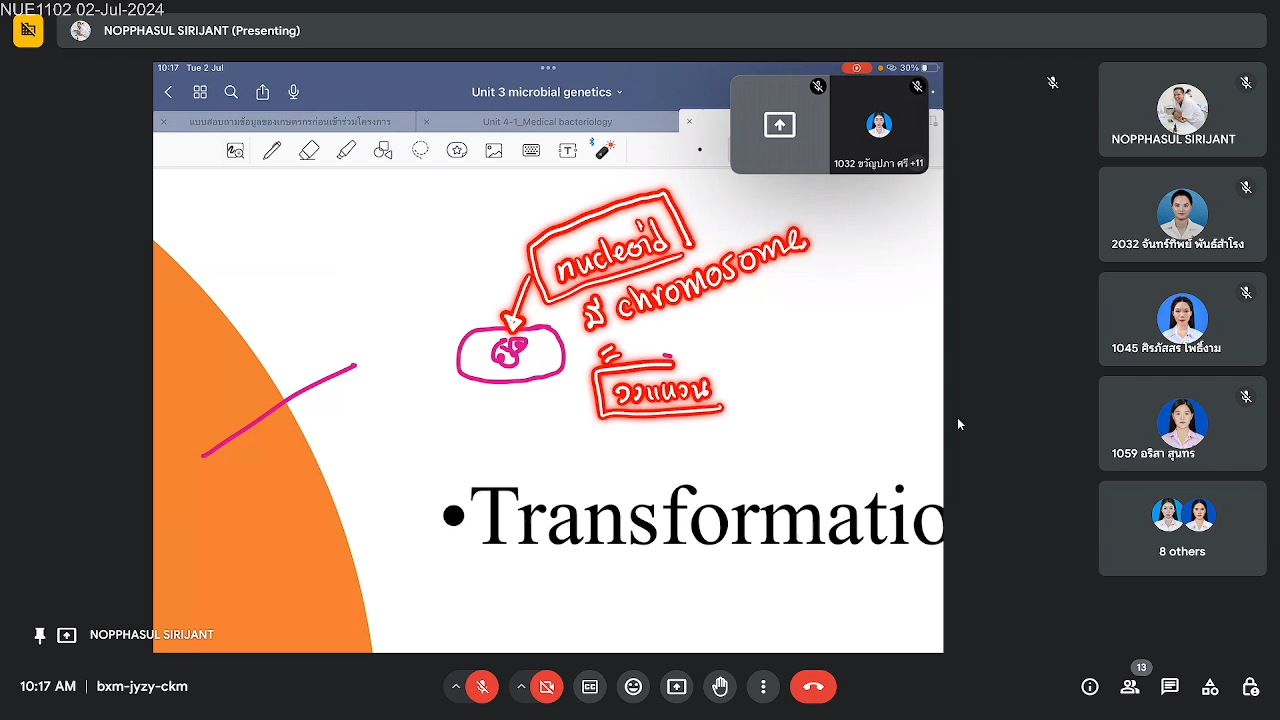 NUE1102 02-Jul-2024
NOPPHASUL SIRIJANT (Presenting)
10:17 Tue 2 Jul
30%
Unit 3 microbial genetics
แบบสอบถามข้อมูลของเกษตรกรก่อนเข้าร่วมโครงการ
Unit 4-1_Medical bacteriology
1032 ขวัญปภา ศรี +11
NOPPHASUL SIRIJANT
2032 จันทร์ทิพย์ พันธ์สำโรง
1045 ศิรภัสสร โพธิ์งาม
1059 อริสา สุนทร
8 others
nucleoid
มี chromosome
วงแหวน
•Transformatio
NOPPHASUL SIRIJANT
10:17 AM | bxm-jyzy-ckm
13